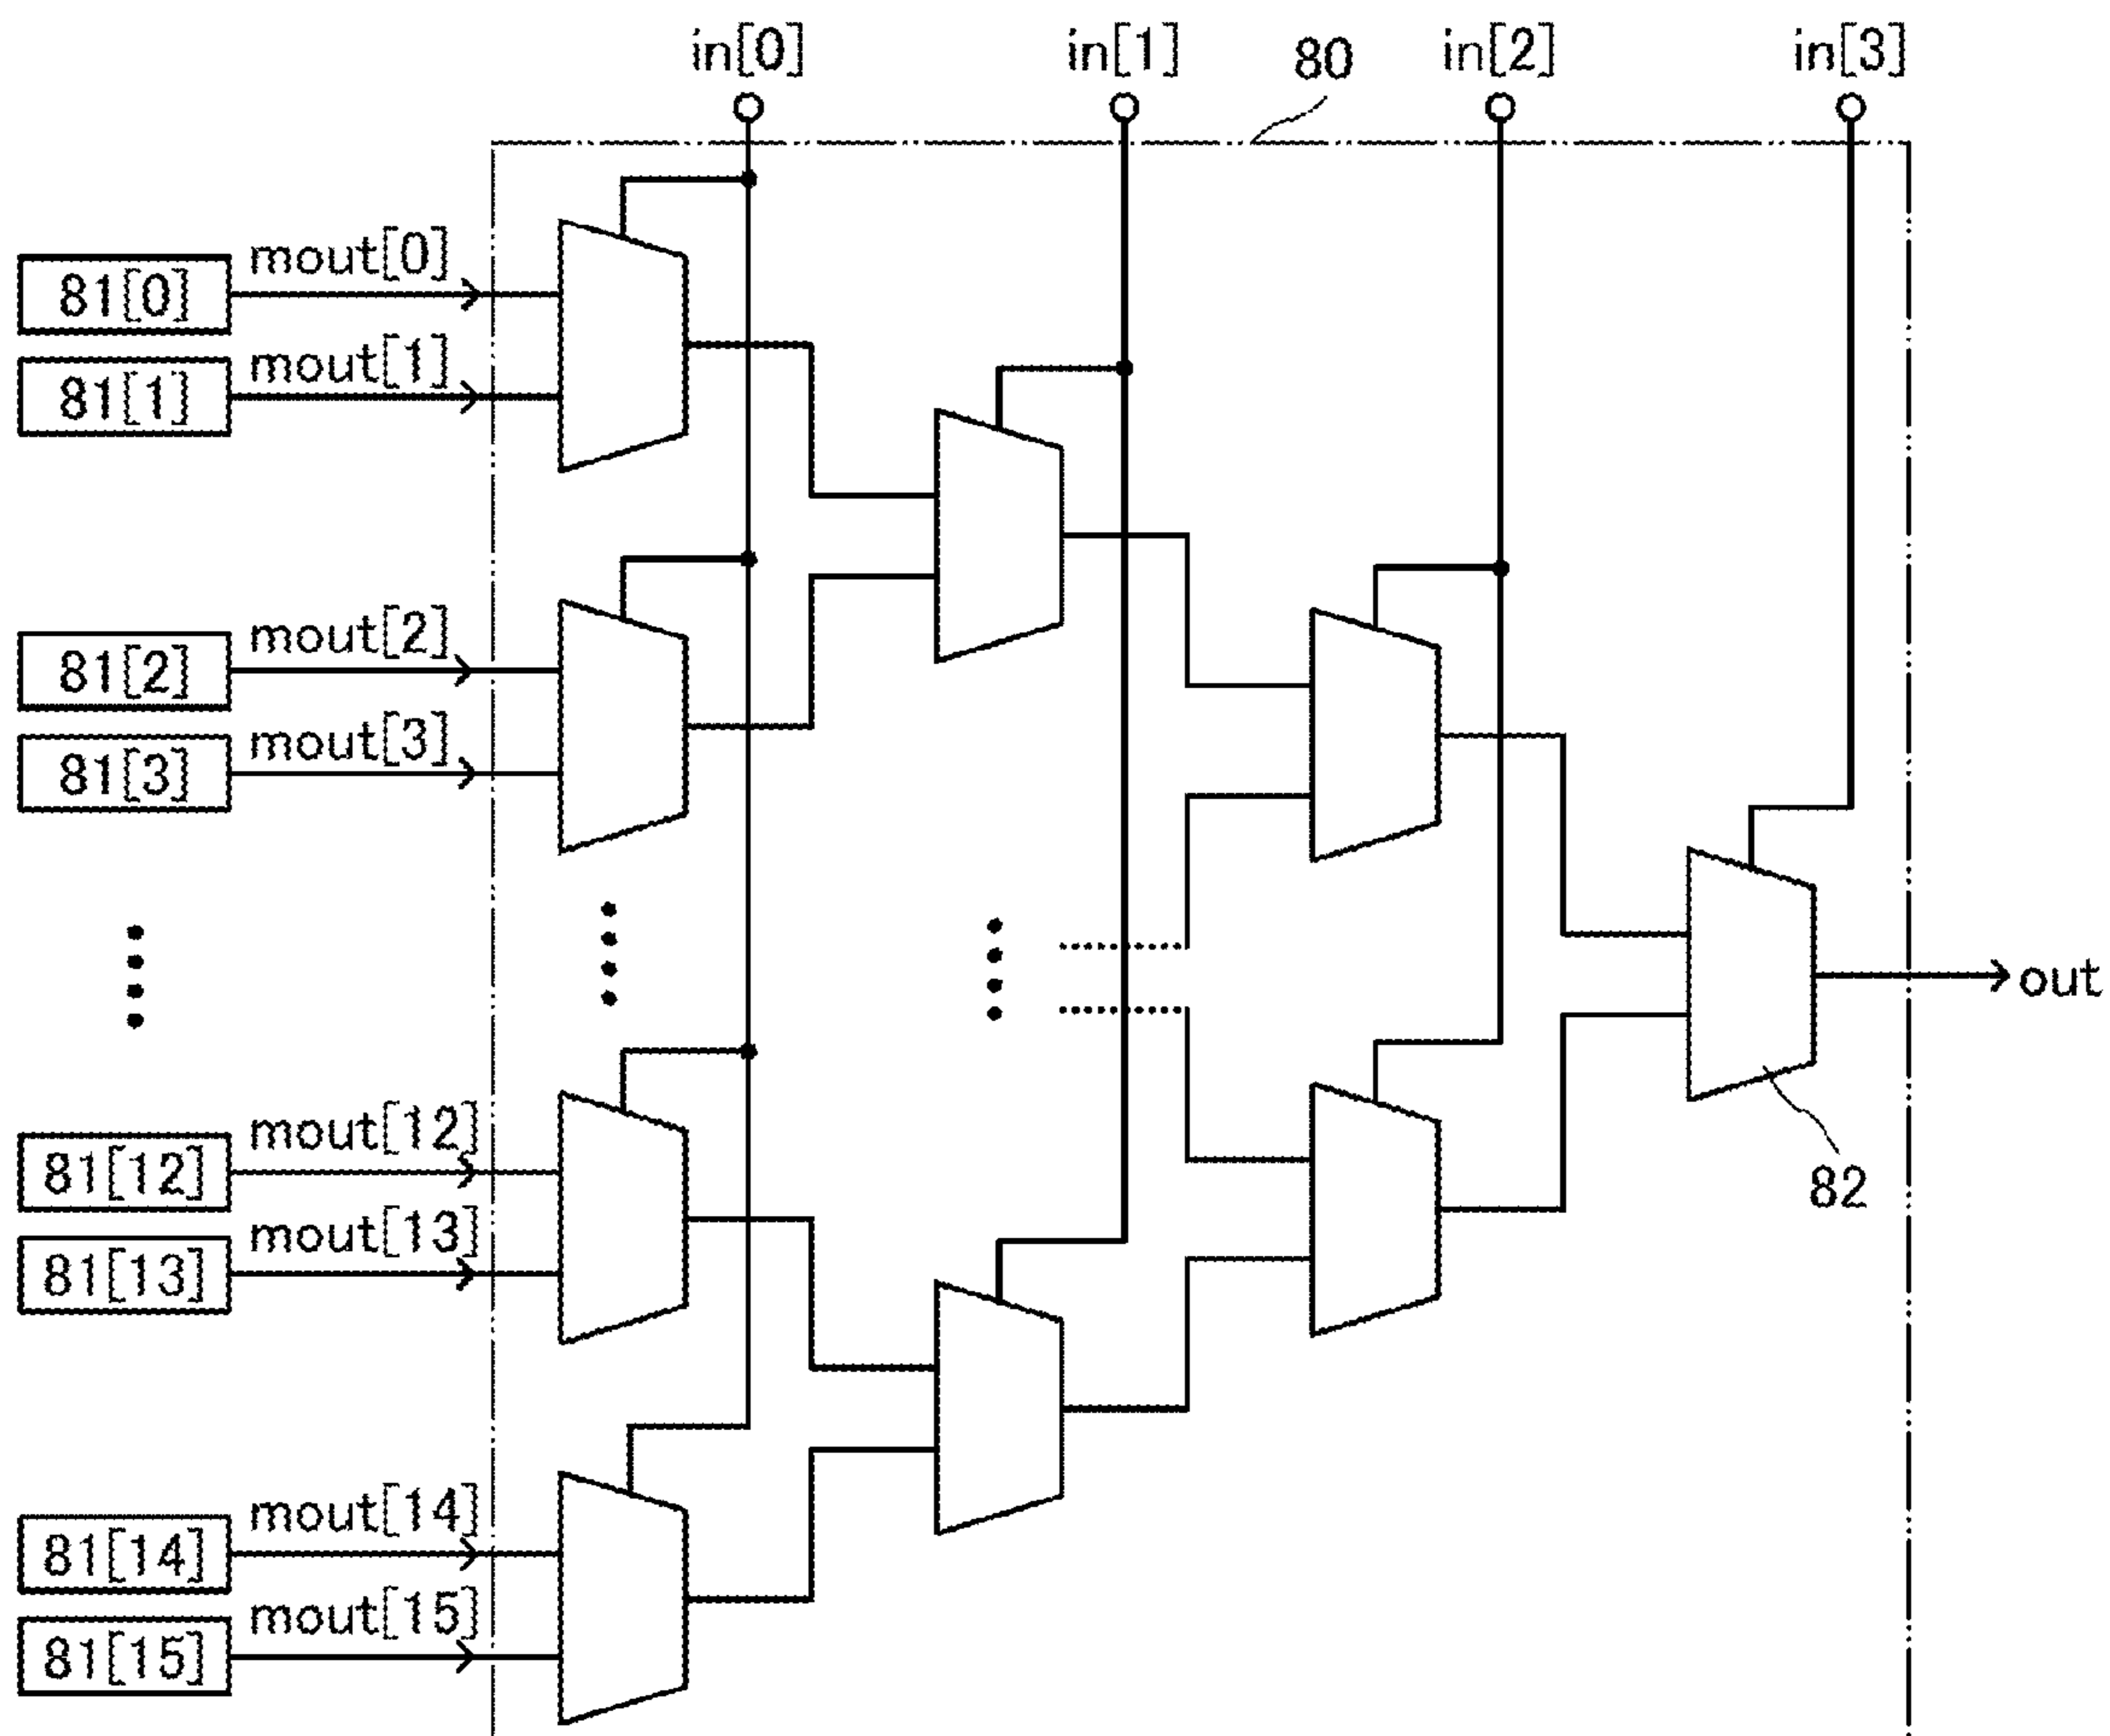 in[0] in[1] 80 in[2] in[3]
mout[0]
81[0]
mout[1]
81[1]
mout[2]
81[2]
mout[3]
81[3]
out
mout[12]
81[12]
82
mout[13]
81[13]
mout[14]
81[14]
mout[15]
81[15]